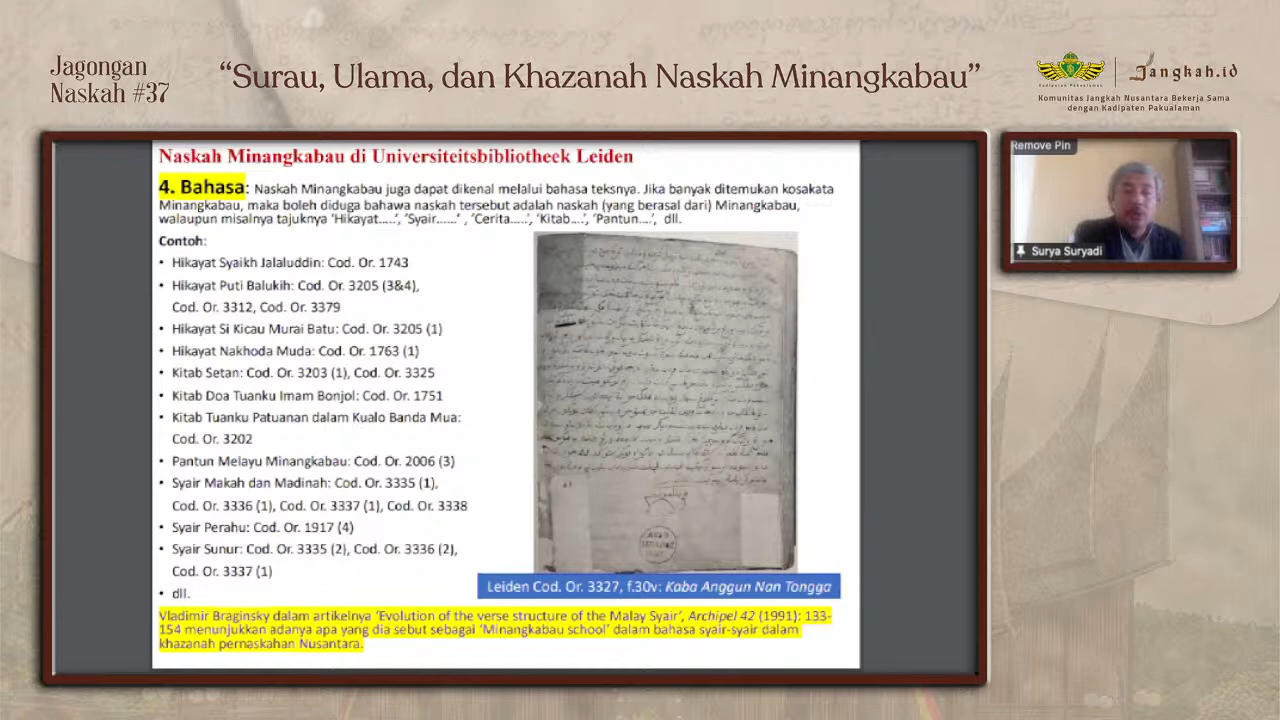 Jagongan
Naskah #37
“Surau, Ulama, dan Khazanah Naskah Minangkabau”
Kadipaten Pakualaman
Jangkah.id
Komunitas Jangkah Nusantara Bekerja Sama
dengan Kadipaten Pakualaman
Naskah Minangkabau di Universiteitsbibliotheek Leiden
4. Bahasa: Naskah Minangkabau juga dapat dikenal melalui bahasa teksnya. Jika banyak ditemukan kosakata
Minangkabau, maka boleh diduga bahawa naskah tersebut adalah naskah (yang berasal dari) Minangkabau,
walaupun misalnya tajuknya ‘Hikayat.....‘, ‘Syair......‘ , ‘Cerita.....’, ‘Kitab....’, ‘Pantun....’, dll.
Contoh:
• Hikayat Syaikh Jalaluddin: Cod. Or. 1743
• Hikayat Puti Balukih: Cod. Or. 3205 (3&4),
Cod. Or. 3312, Cod. Or. 3379
• Hikayat Si Kicau Murai Batu: Cod. Or. 3205 (1)
• Hikayat Nakhoda Muda: Cod. Or. 1763 (1)
• Kitab Setan: Cod. Or. 3203 (1), Cod. Or. 3325
• Kitab Doa Tuanku Imam Bonjol: Cod. Or. 1751
• Kitab Tuanku Patuanan dalam Kualo Banda Mua:
Cod. Or. 3202
• Pantun Melayu Minangkabau: Cod. Or. 2006 (3)
• Syair Makah dan Madinah: Cod. Or. 3335 (1),
Cod. Or. 3336 (1), Cod. Or. 3337 (1), Cod. Or. 3338
• Syair Perahu: Cod. Or. 1917 (4)
• Syair Sunur: Cod. Or. 3335 (2), Cod. Or. 3336 (2),
Cod. Or. 3337 (1)
• dll.
Leiden Cod. Or. 3327, f.30v: Kaba Anggun Nan Tongga
Vladimir Braginsky dalam artikelnya ‘Evolution of the verse structure of the Malay Syair’, Archipel 42 (1991): 133-
154 menunjukkan adanya apa yang dia sebut sebagai ‘Minangkabau school’ dalam bahasa syair-syair dalam
khazanah pernaskahan Nusantara.
Remove Pin
Surya Suryadi